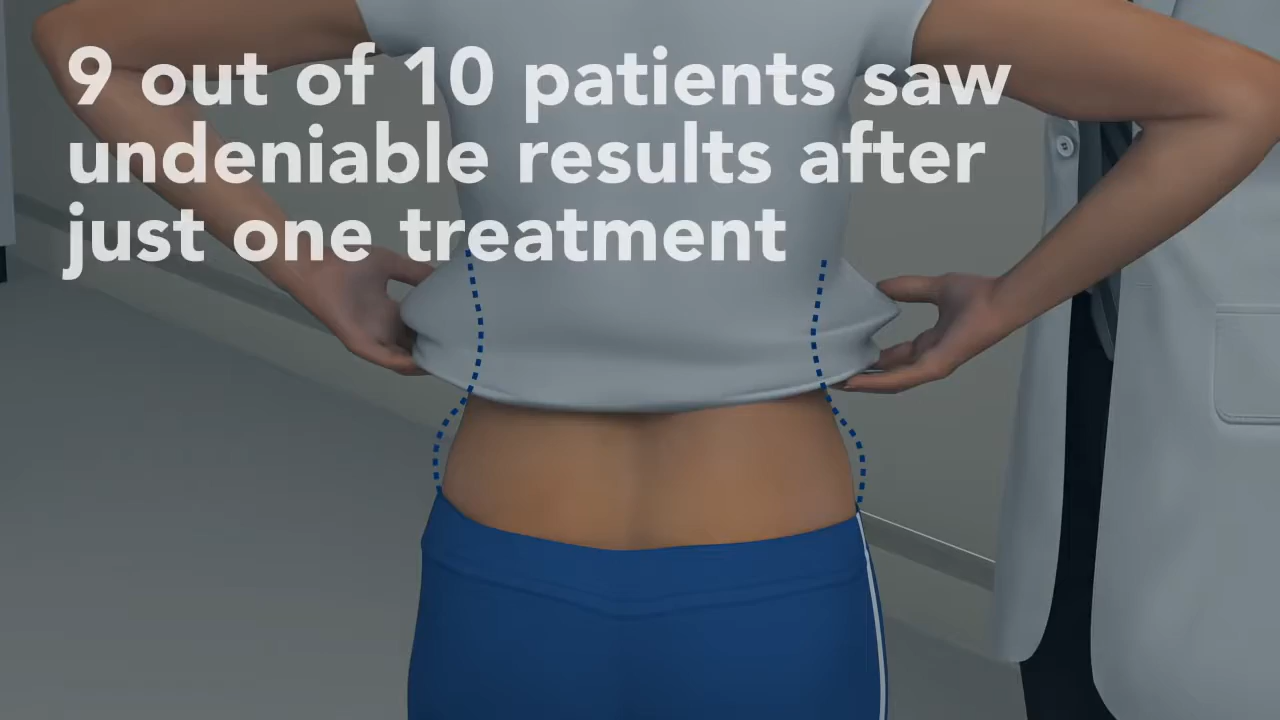 9 out of 10 patients saw
undeniable results after
just one treatment